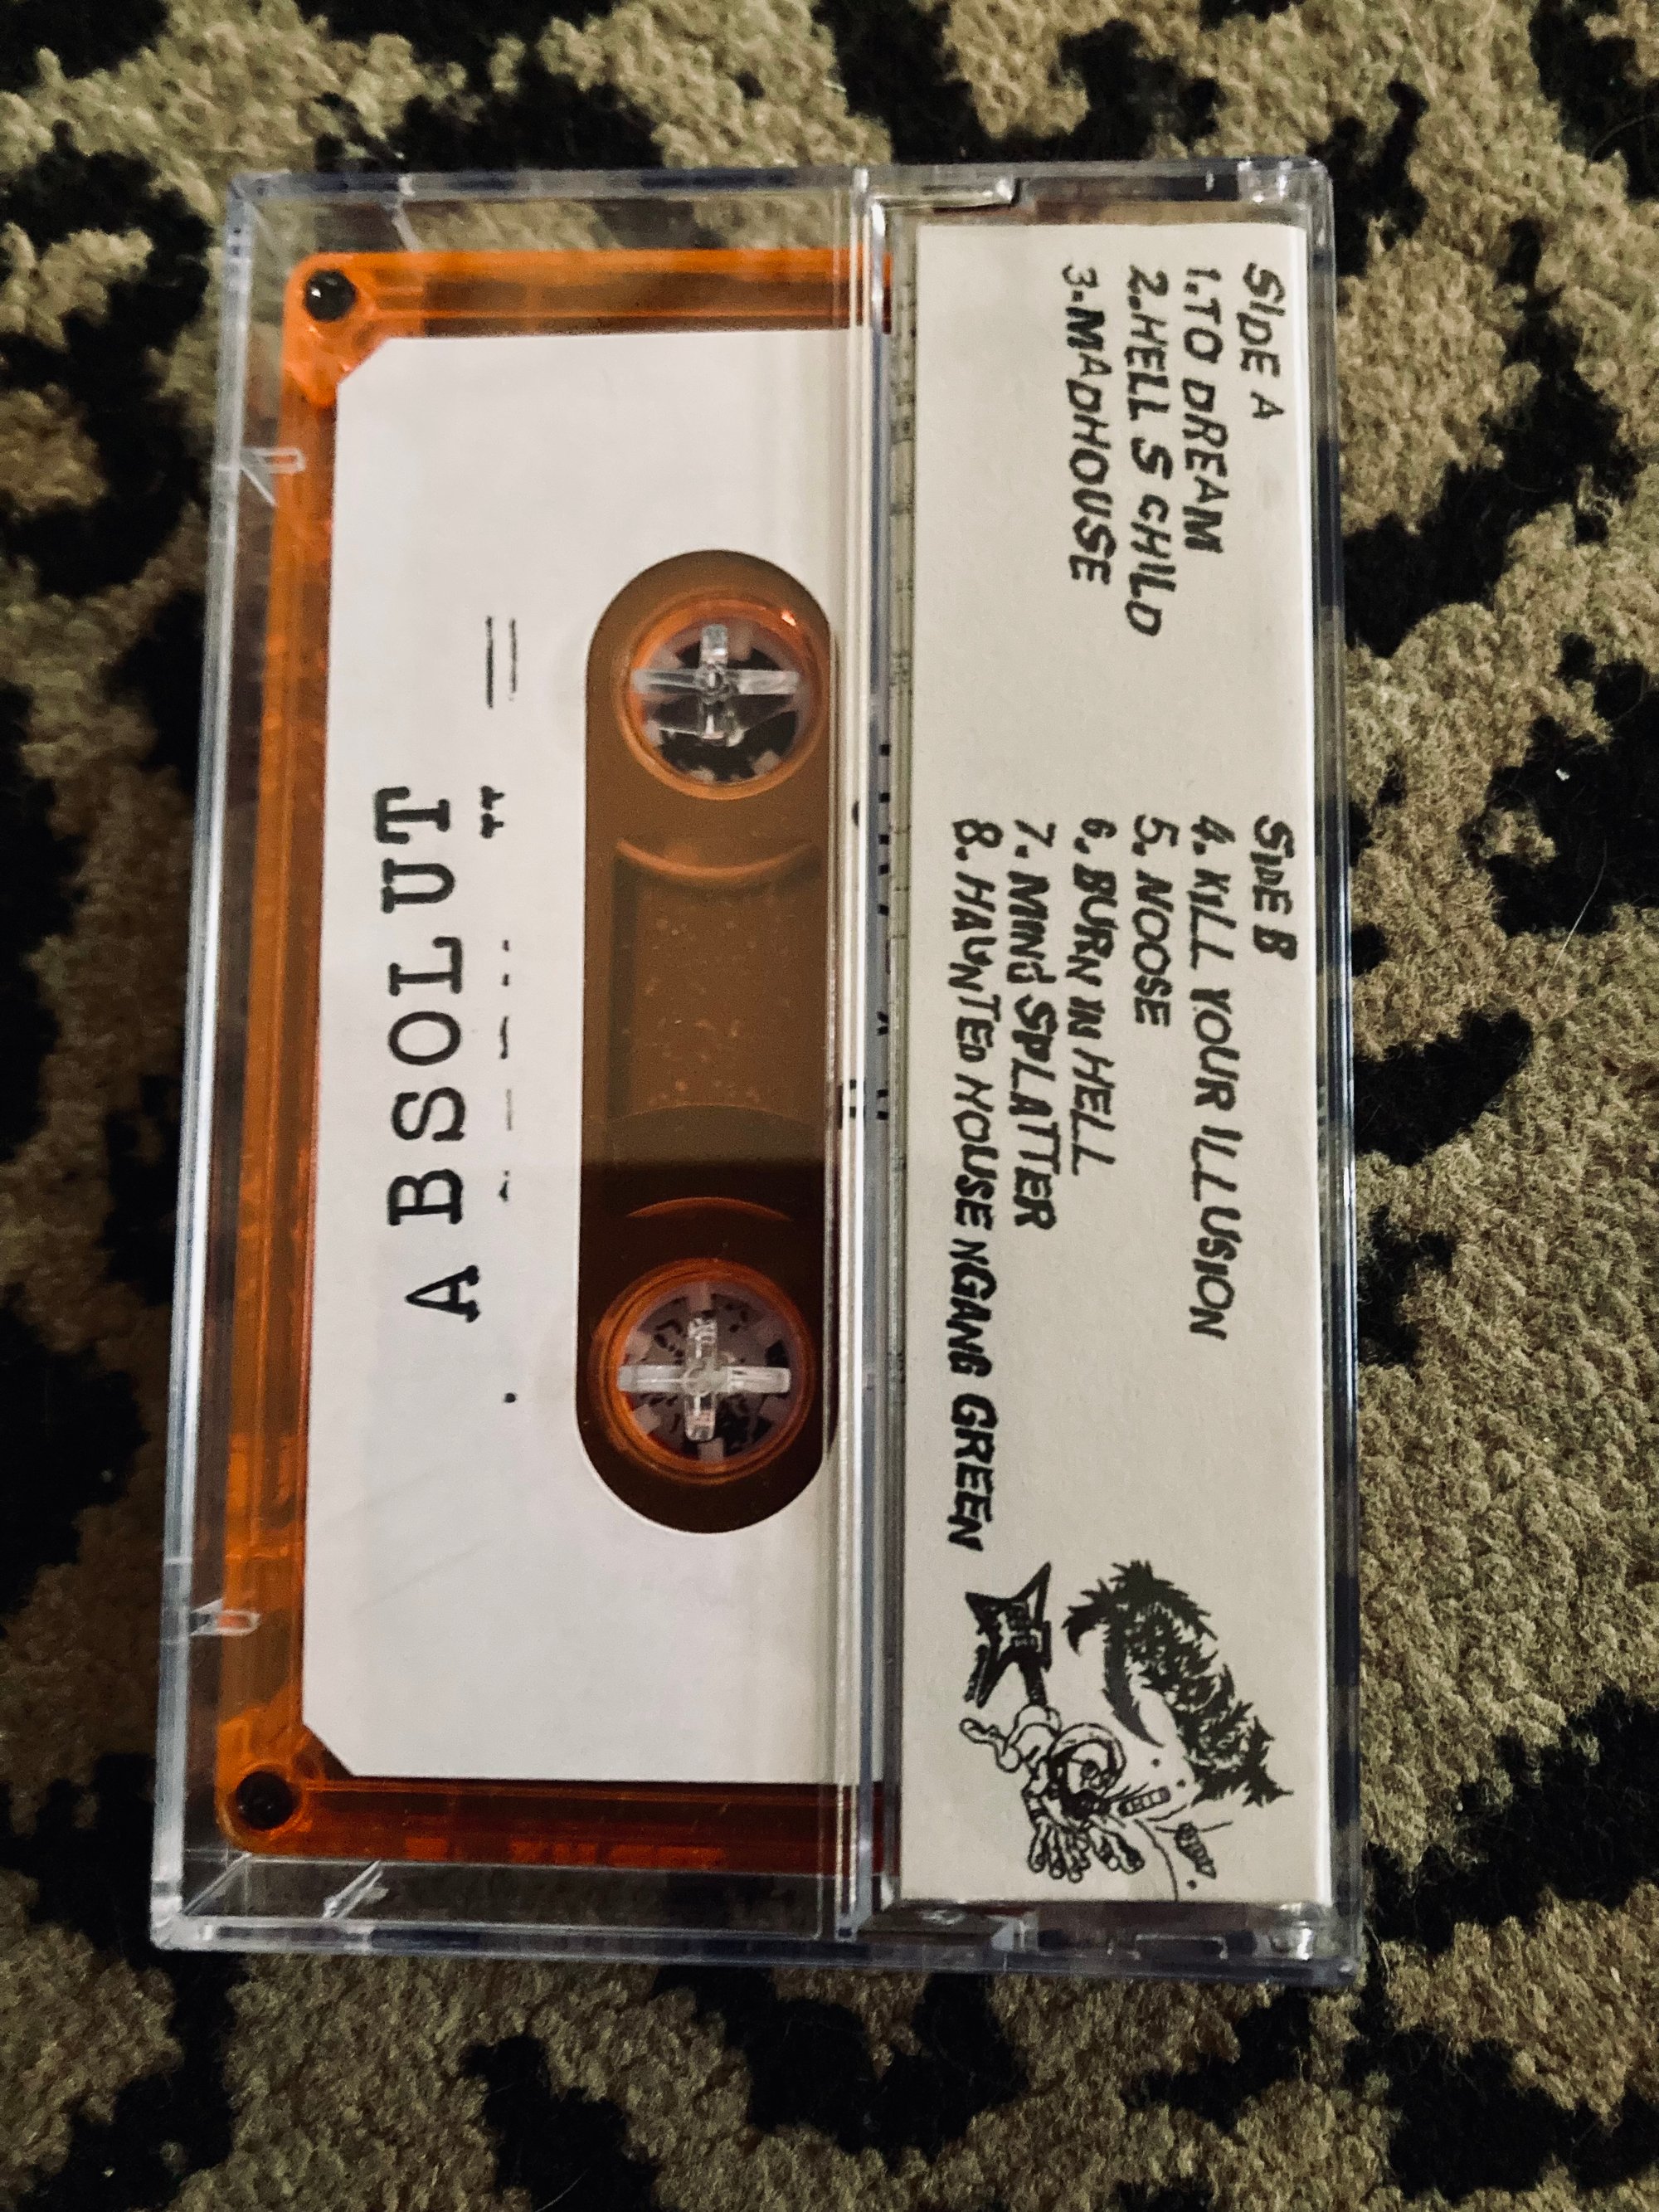 SIDE A
1. TO DREAM
2. HELL S CHILD
3. MADHOUSE
SIDE B
4. KILL YOUR ILLUSION
5. NOOSE
6. BURN IN HELL
7. MIND SPLATTER
8. HAUNTED HOUSE NGANG GREEN
ABSOLUT